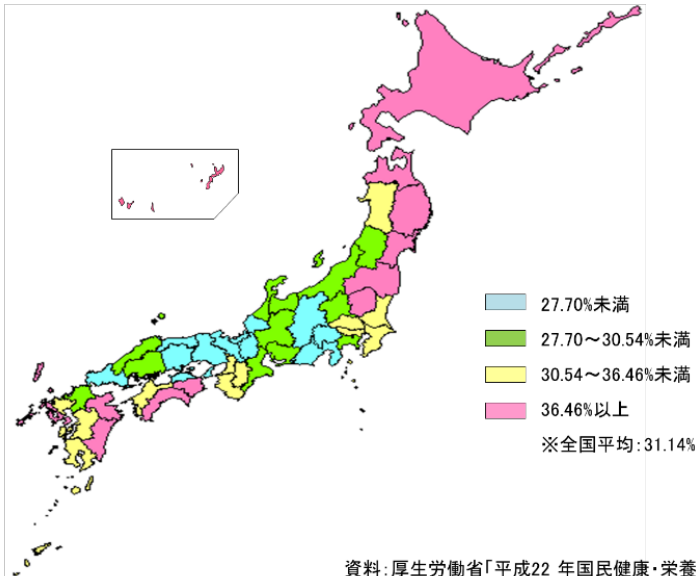 27.70%未満
27.70～30.54%未満
30.54～36.46%未満
36.46%以上
※全国平均:31.14%
資料:厚生労働省「平成22 年国民健康・栄養